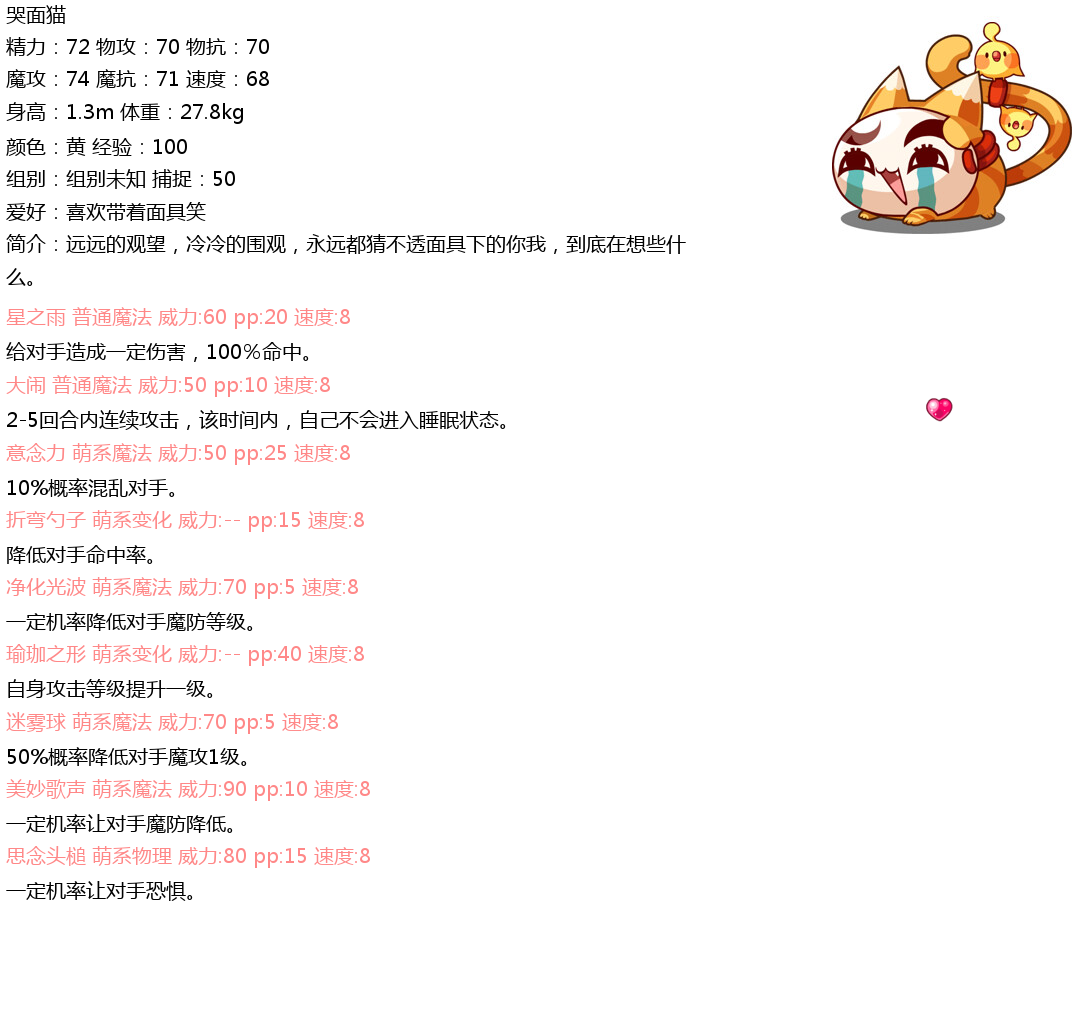 哭面猫
精力：72 物攻：70 物抗：70
魔攻：74 魔抗：71 速度：68
身高：1.3m 体重：27.8kg
颜色：黄 经验：100
组别：组别未知 捕捉：50
爱好：喜欢带着面具笑
简介：远远的观望，冷冷的围观，永远都猜不透面具下的你我，到底在想些什
么。
星之雨 普通魔法 威力:60 pp:20 速度:8
给对手造成一定伤害，100%命中。
大闹 普通魔法 威力:50 pp:10 速度:8
2-5回合内连续攻击，该时间内，自己不会进入睡眠状态。
意念力 萌系魔法 威力:50 pp:25 速度:8
10%概率混乱对手。
折弯勺子 萌系变化 威力:-- pp:15 速度:8
降低对手命中率。
净化光波 萌系魔法 威力:70 pp:5 速度:8
一定机率降低对手魔防等级。
瑜珈之形 萌系变化 威力:-- pp:40 速度:8
自身攻击等级提升一级。
迷雾球 萌系魔法 威力:70 pp:5 速度:8
50%概率降低对手魔攻1级。
美妙歌声 萌系魔法 威力:90 pp:10 速度:8
一定机率让对手魔防降低。
思念头槌 萌系物理 威力:80 pp:15 速度:8
一定机率让对手恐惧。